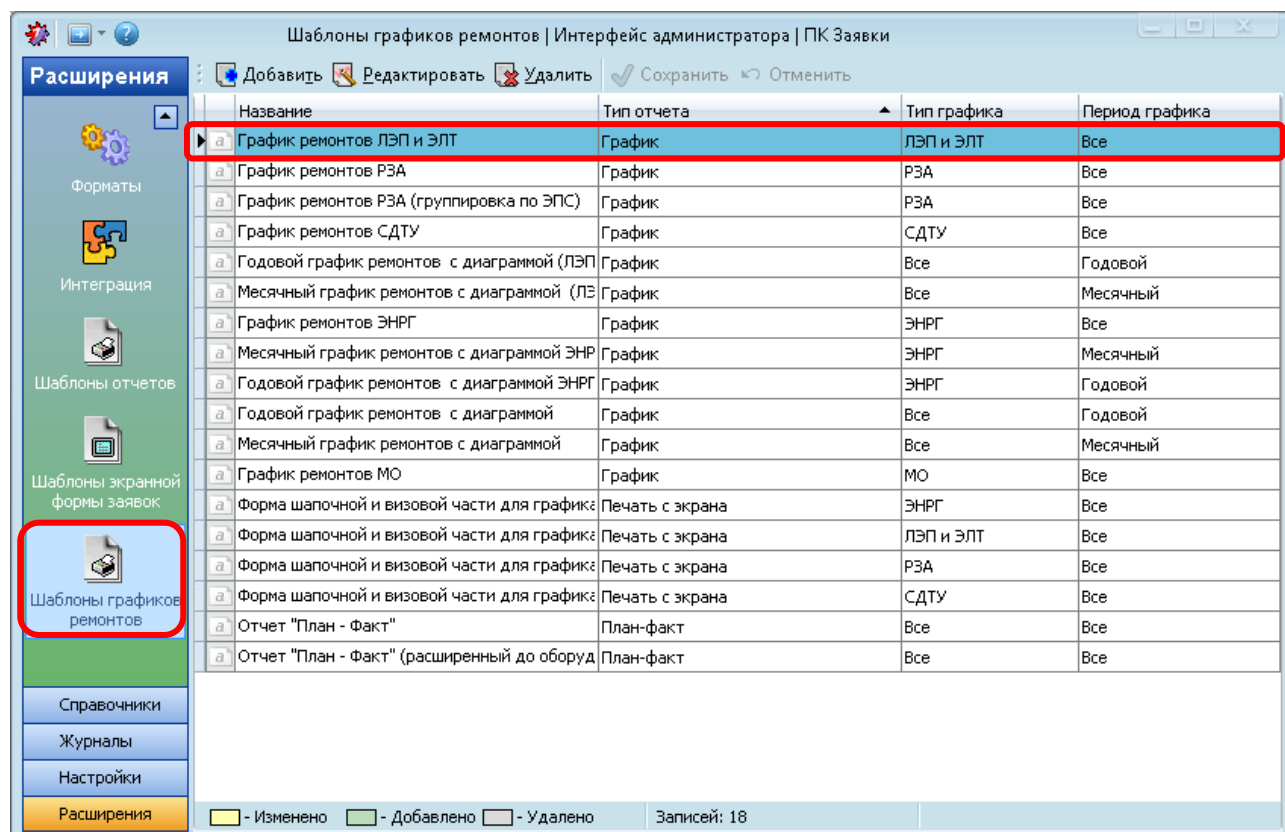 Шаблоны графиков ремонтов | Интерфейс администратора | ПК Заявки
Расширения
Добавить Редактировать Удалить Сохранить Отменить
Название Тип отчета Тип графика Период графика
График ремонтов ЛЭП и ЭЛТ График ЛЭП и ЭЛТ Все
График ремонтов РЗА График РЗА Все
График ремонтов РЗА (группировка по ЭПС) График РЗА Все
График ремонтов СДТУ График СДТУ Все
Годовой график ремонтов с диаграммой (ЛЭП График Все Годовой
Месячный график ремонтов с диаграммой (ЛЭ График Все Месячный
График ремонтов ЭНРГ График ЭНРГ Все
Месячный график ремонтов с диаграммой ЭНР График ЭНРГ Месячный
Годовой график ремонтов с диаграммой ЭНРГ График ЭНРГ Годовой
Годовой график ремонтов с диаграммой График Все Годовой
Месячный график ремонтов с диаграммой График Все Месячный
График ремонтов МО График МО Все
Форма шапочной и визовой части для графика Печать с экрана ЭНРГ Все
Форма шапочной и визовой части для графика Печать с экрана ЛЭП и ЭЛТ Все
Форма шапочной и визовой части для графика Печать с экрана РЗА Все
Форма шапочной и визовой части для графика Печать с экрана СДТУ Все
Отчет "План - Факт" План-факт Все Все
Отчет "План - Факт" (расширенный до оборуд План-факт Все Все
Форматы
Интеграция
Шаблоны отчетов
Шаблоны экранной
формы заявок
Шаблоны графиков
ремонтов
Справочники
Журналы
Настройки
Расширения
- Изменено - Добавлено - Удалено Записей: 18